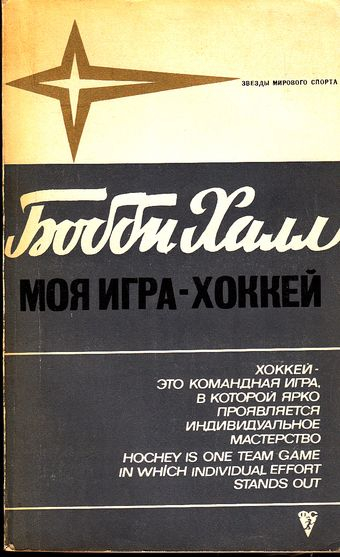 ЗВЕЗДЫ МИРОВОГО СПОРТА
Бобби Халл
МОЯ ИГРА-ХОККЕЙ
ХОККЕЙ-
ЭТО КОМАНДНАЯ ИГРА,
В КОТОРОЙ ЯРКО
ПРОЯВЛЯЕТСЯ
ИНДИВИДУАЛЬНОЕ
МАСТЕРСТВО
HOCHEY IS ONE TEAM GAME
IN WHICH INDIVIDUAL EFFORT
STANDS OUT
ФС